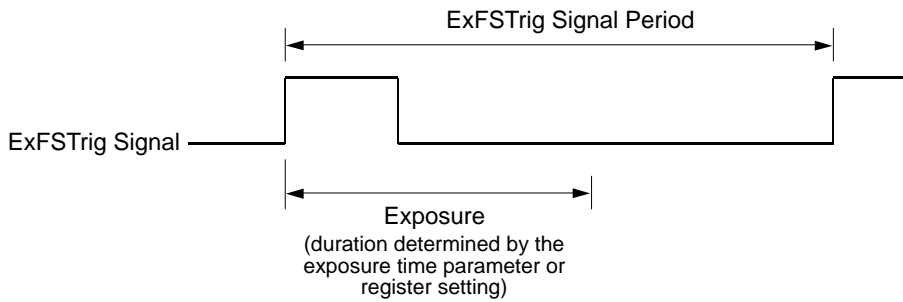 ExFSTrig Signal Period
ExFSTrig Signal
Exposure
(duration determined by the
exposure time parameter or
register setting)